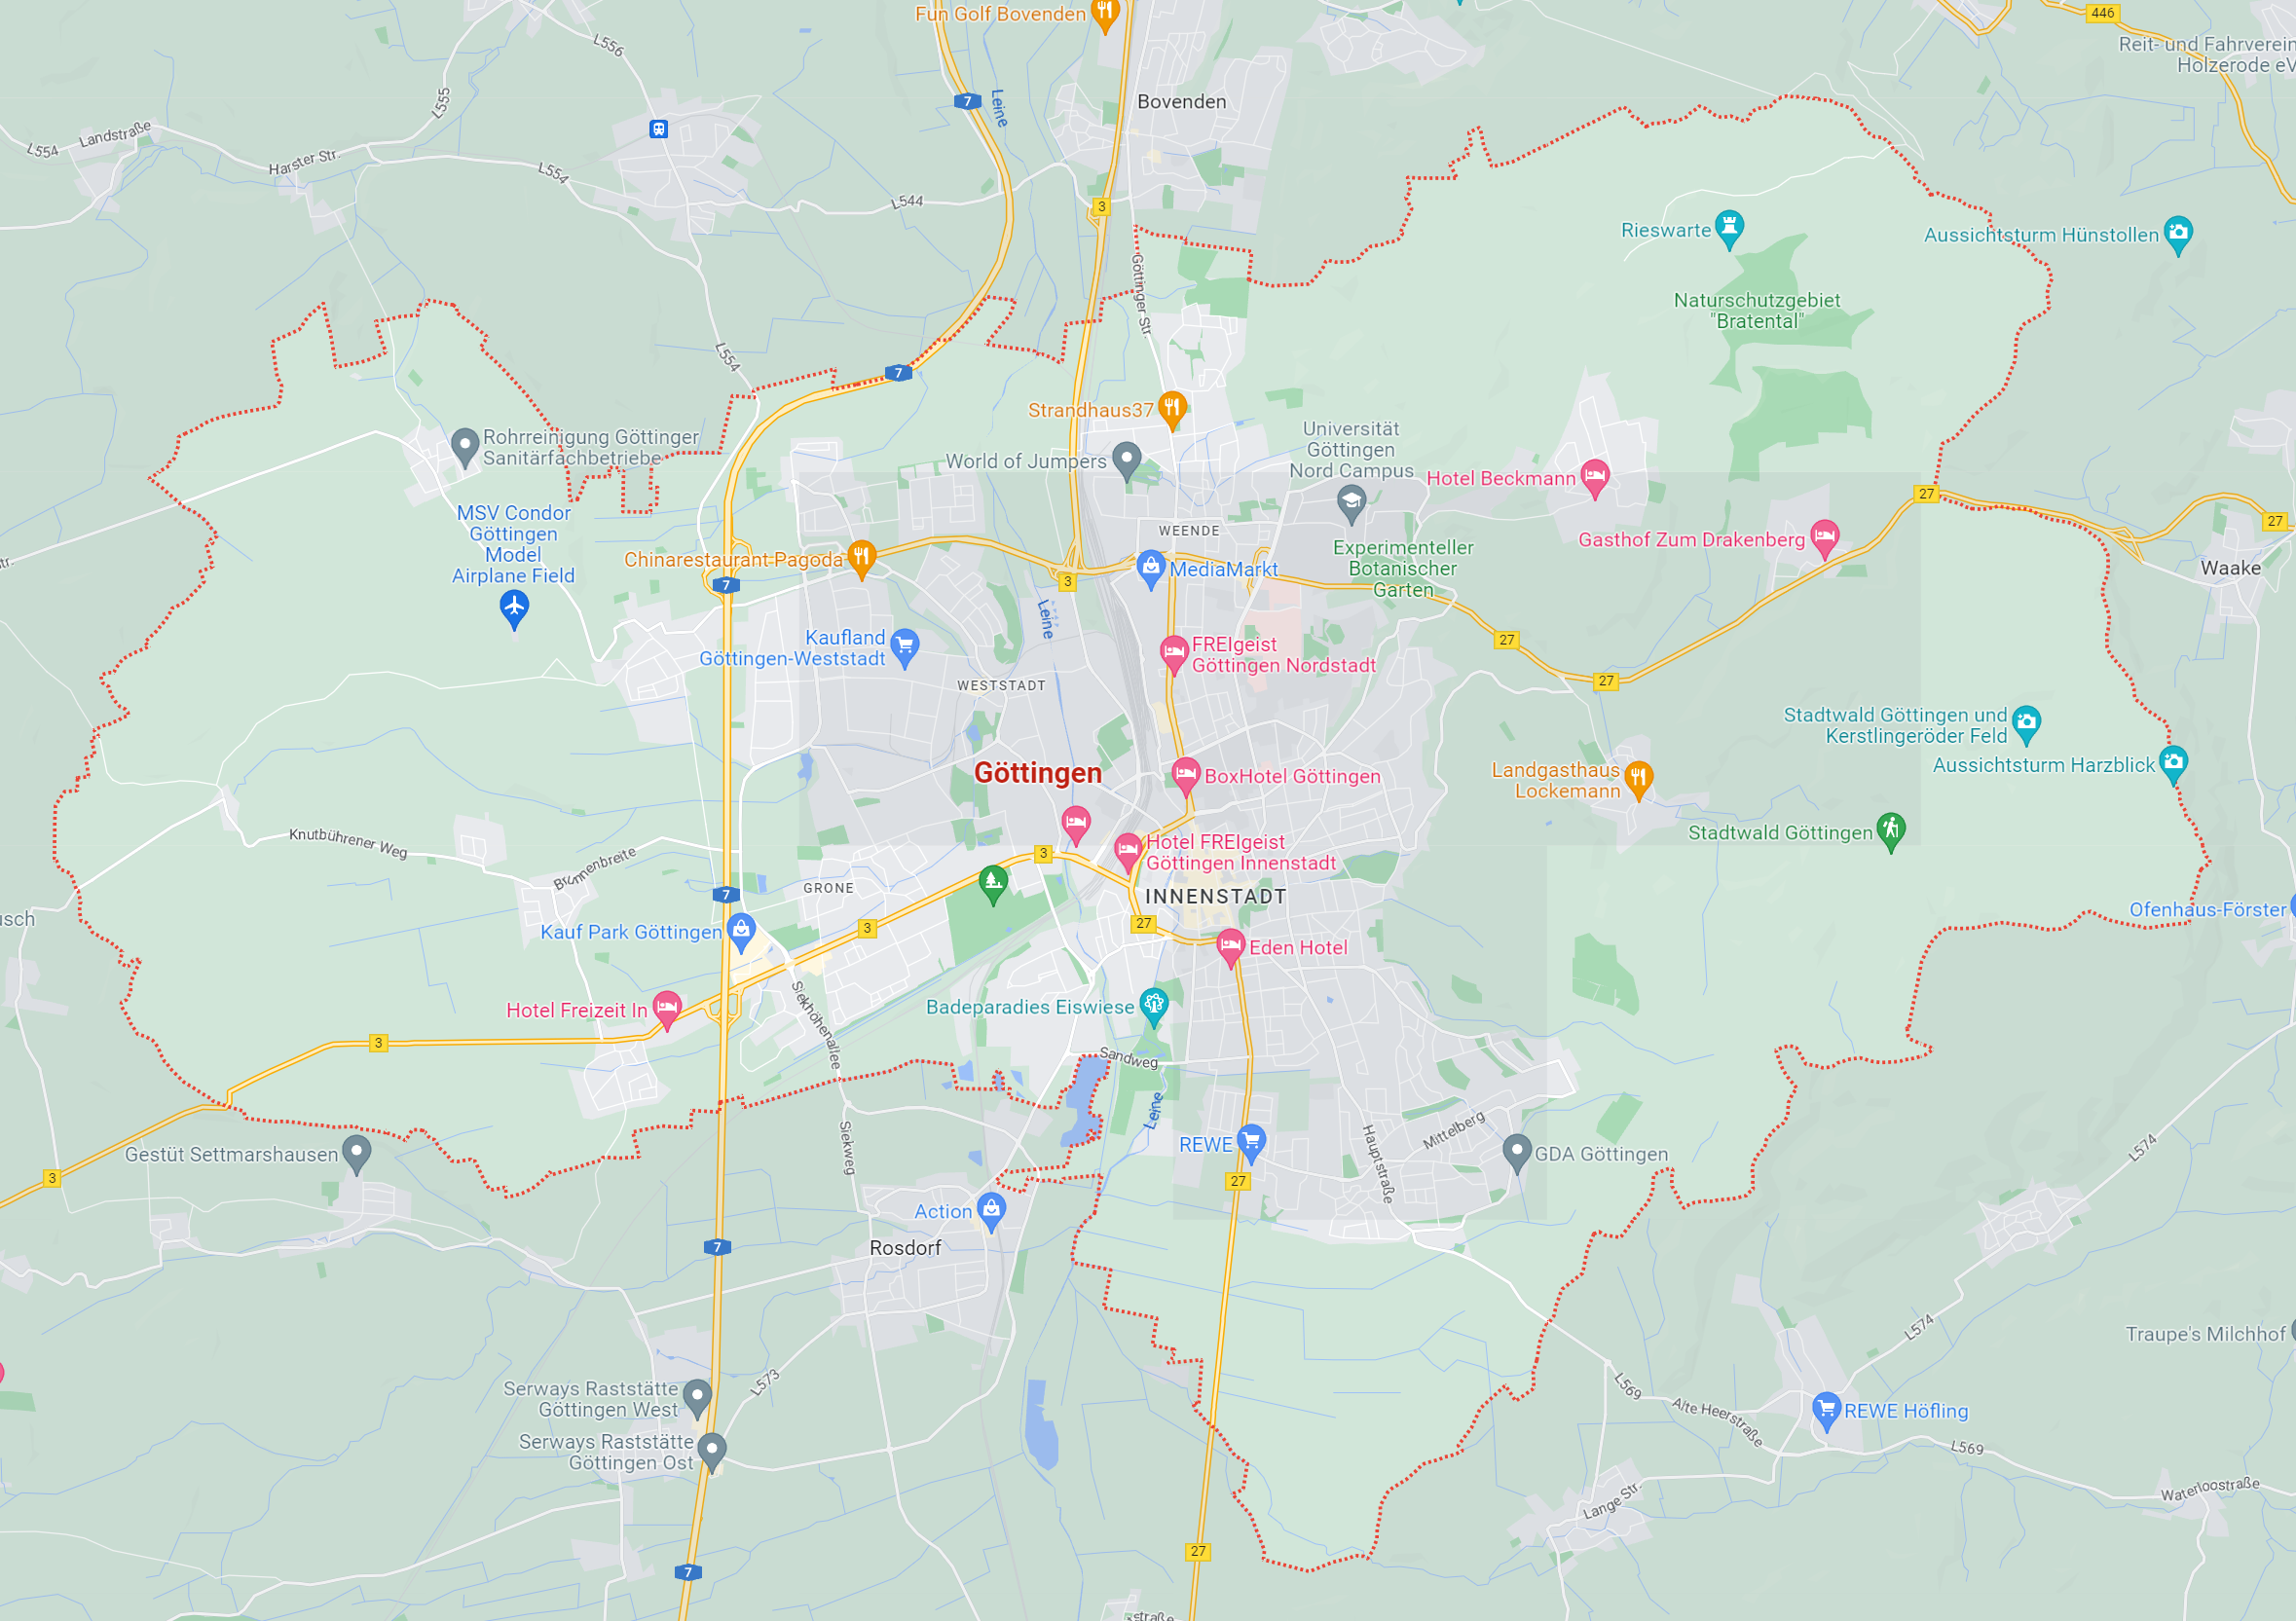 Fun Golf Bovenden
446
Reit- und Fahrverein
Holzerode eV
L556
L555
7
Leine
Bovenden
Landstraße
L554
Harster Str.
L554
L544
3
Rieswarte
Aussichtsturm Hünstollen
Göttinger Str.
Naturschutzgebiet
"Bratental"
L554
7
Strandhaus37
Rohrreinigung Göttinger
Sanitärfachbetriebe
World of Jumpers
Universität
Göttingen
Nord Campus
Hotel Beckmann
27
27
MSV Condor
Göttingen
Model
Airplane Field
WEENDE
Gasthof Zum Drakenberg
Chinarestaurant Pagoda
7
3
MediaMarkt
Experimenteller
Botanischer
Garten
Waake
Leine
Kaufland
Göttingen-Weststadt
FREIgeist
Göttingen Nordstadt
27
27
WESTSTADT
Stadtwald Göttingen und
Kerstlingeröder Feld
Göttingen
BoxHotel Göttingen
Landgasthaus
Lockemann
Aussichtsturm Harzblick
Stadtwald Göttingen
Knutbührener Weg
Brunnenbreite
3
Hotel FREIgeist
Göttingen Innenstadt
GRONE
7
INNENSTADT
usch
Ofenhaus-Förster
Kauf Park Göttingen
3
27
Eden Hotel
Hotel Freizeit In
Siekhöhenallee
Badeparadies Eiswiese
3
Sandweg
Leine
Siekweg
Gestüt Settmarshausen
3
REWE
Hauptstraße
Mittelberg
GDA Göttingen
L574
27
Action
Rosdorf
7
L574
Traupe's Milchhof
L573
Serways Raststätte
Göttingen West
L569
Alte Heerstraße
REWE Höfling
L569
Serways Raststätte
Göttingen Ost
Lange Str.
Waterloostraße
27
7
straße